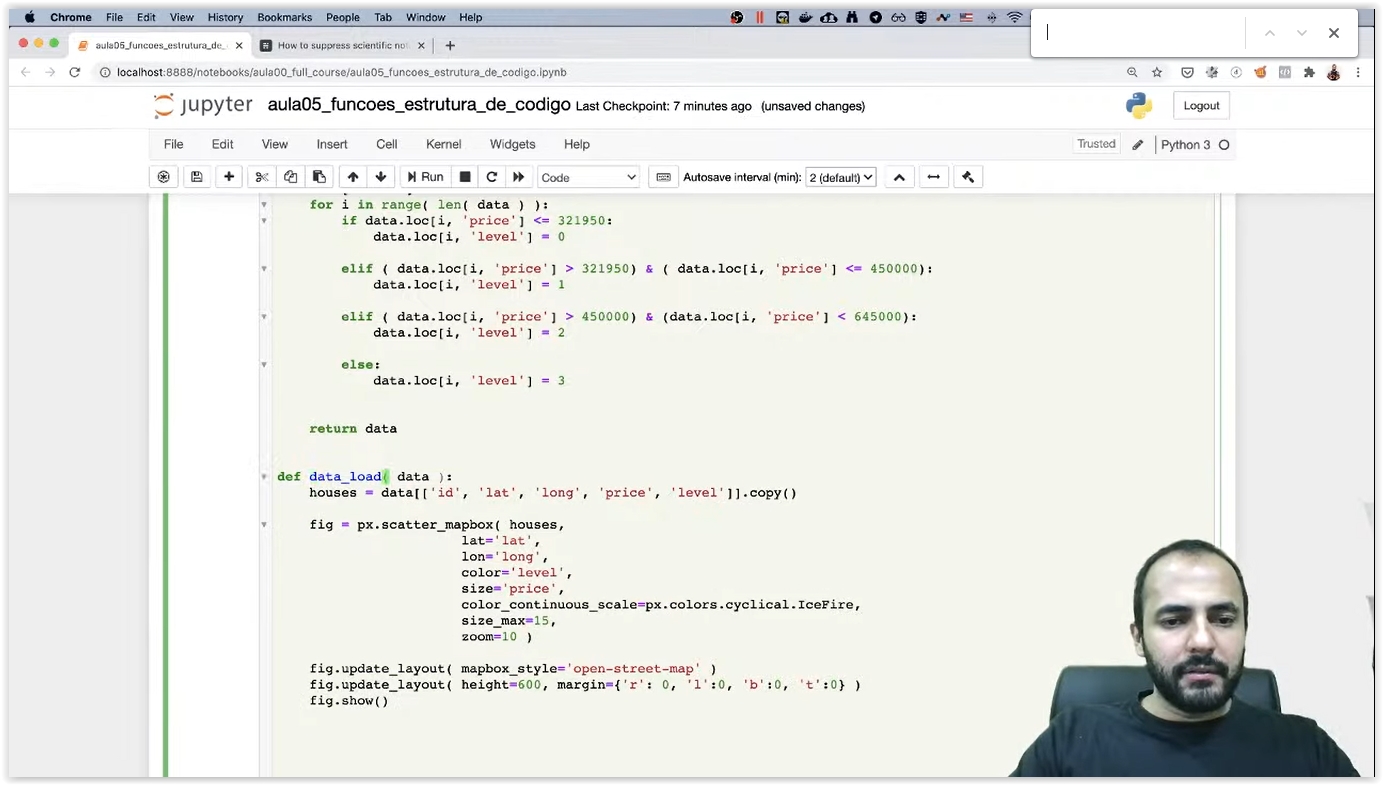 Chrome File Edit View History Bookmarks People Tab Window Help
aula05_funcoes_estrutura_de_
How to suppress scientific not
localhost:8888/notebooks/aula00_full_course/aula05_funcoes_estrutura_de_codigo.ipynb
jupyter aula05_funcoes_estrutura_de_codigo Last Checkpoint: 7 minutes ago (unsaved changes)
Logout
File Edit View Insert Cell Kernel Widgets Help
Trusted
Python 3
Run
Code
Autosave interval (min): 2 (default)
for i in range( len( data ) ):
if data.loc[i, 'price'] <= 321950:
data.loc[i, 'level'] = 0
elif ( data.loc[i, 'price'] > 321950) & ( data.loc[i, 'price'] <= 450000):
data.loc[i, 'level'] = 1
elif ( data.loc[i, 'price'] > 450000) & (data.loc[i, 'price'] < 645000):
data.loc[i, 'level'] = 2
else:
data.loc[i, 'level'] = 3
return data
def data_load( data ):
houses = data[['id', 'lat', 'long', 'price', 'level']].copy()
fig = px.scatter_mapbox( houses,
lat='lat',
lon='long',
color='level',
size='price',
color_continuous_scale=px.colors.cyclical.IceFire,
size_max=15,
zoom=10 )
fig.update_layout( mapbox_style='open-street-map' )
fig.update_layout( height=600, margin={'r': 0, 'l':0, 'b':0, 't':0} )
fig.show()